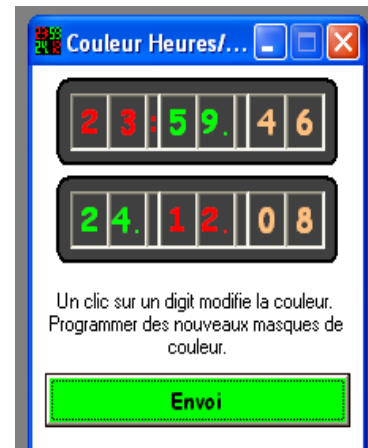 Couleur Heures/...
23:59.46
24.12.08
Un clic sur un digit modifie la couleur.
Programmer des nouveaux masques de
couleur.
Envoi